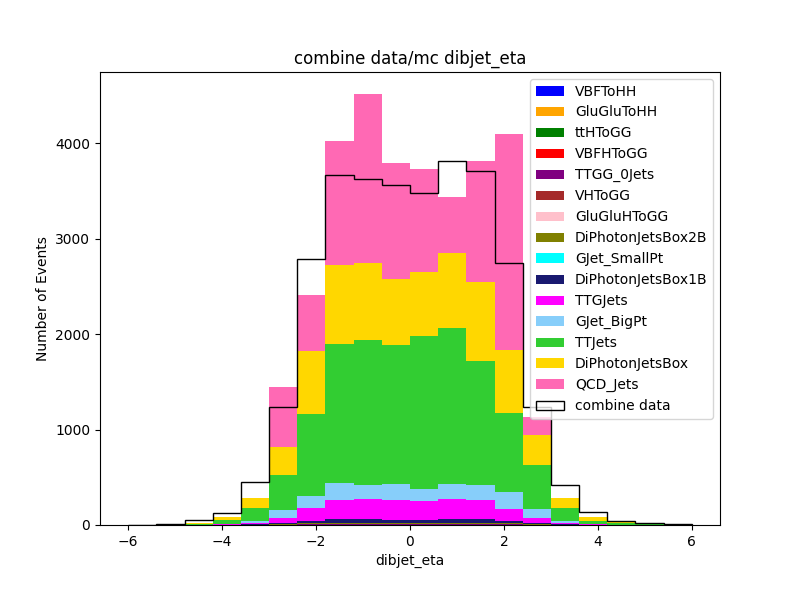 combine data/mc dibjet_eta
VBFToHH
GluGluToHH
ttHToGG
VBFHToGG
TTGG_0Jets
VHToGG
GluGluHToGG
DiPhotonJetsBox2B
GJet_SmallPt
DiPhotonJetsBox1B
TTGJets
GJet_BigPt
TTJets
DiPhotonJetsBox
QCD_Jets
combine data
Number of Events
4000
3000
2000
1000
0
−6 −4 −2 0 2 4 6
dibjet_eta